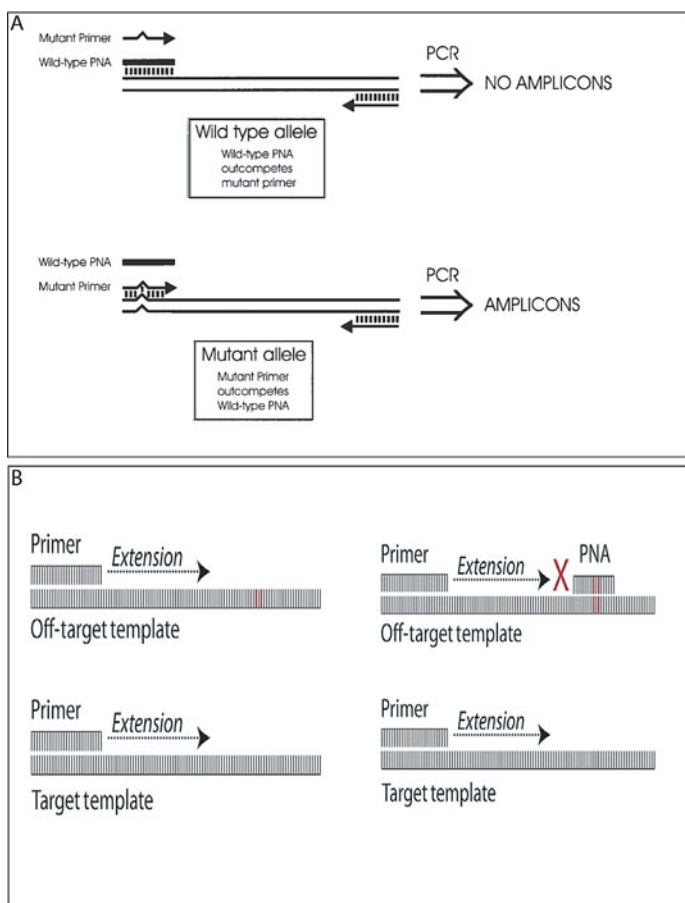 A
Mutant Primer
Wild-type PNA
PCR
NO AMPLICONS
Wild type allele
Wild-type PNA
outcompetes
mutant primer
Wild-type PNA
Mutant Primer
PCR
AMPLICONS
Mutant allele
Mutant Primer
outcompetes
Wild-type PNA
B
Primer
Extension
Off-target template
Primer
Extension
X
PNA
Off-target template
Primer
Extension
Target template
Primer
Extension
Target template